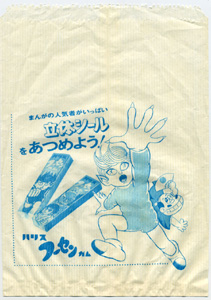 まんがの人気者がいっぱい
立体シール
をあつめよう!
ハリス
フーセンガム